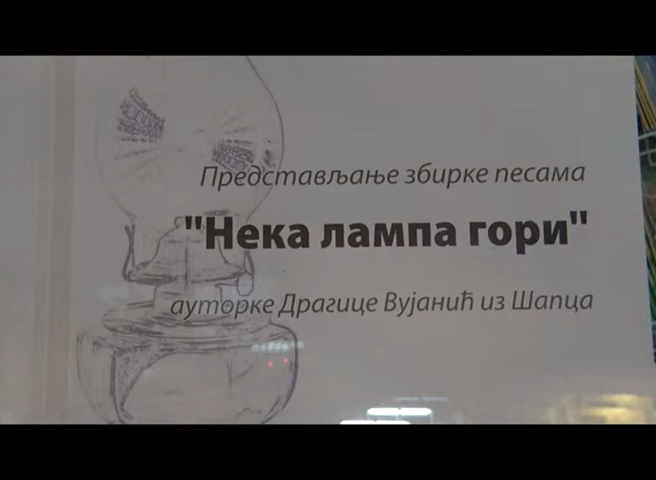 Представљање збирке песама
"Нека лампа гори"
ауторке Драгице Вујанић из Шапца